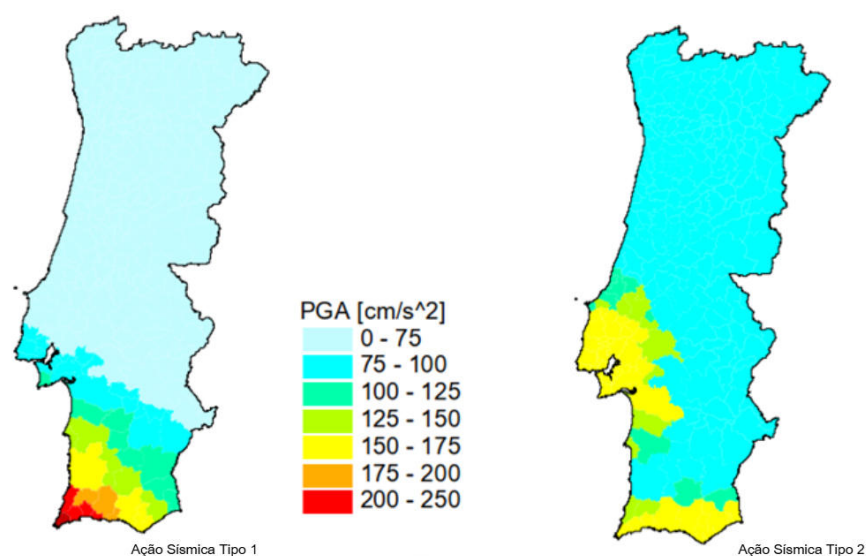 PGA [cm/s^2]
0 - 75
75 - 100
100 - 125
125 - 150
150 - 175
175 - 200
200 - 250
Ação Sísmica Tipo 1
Ação Sísmica Tipo 2